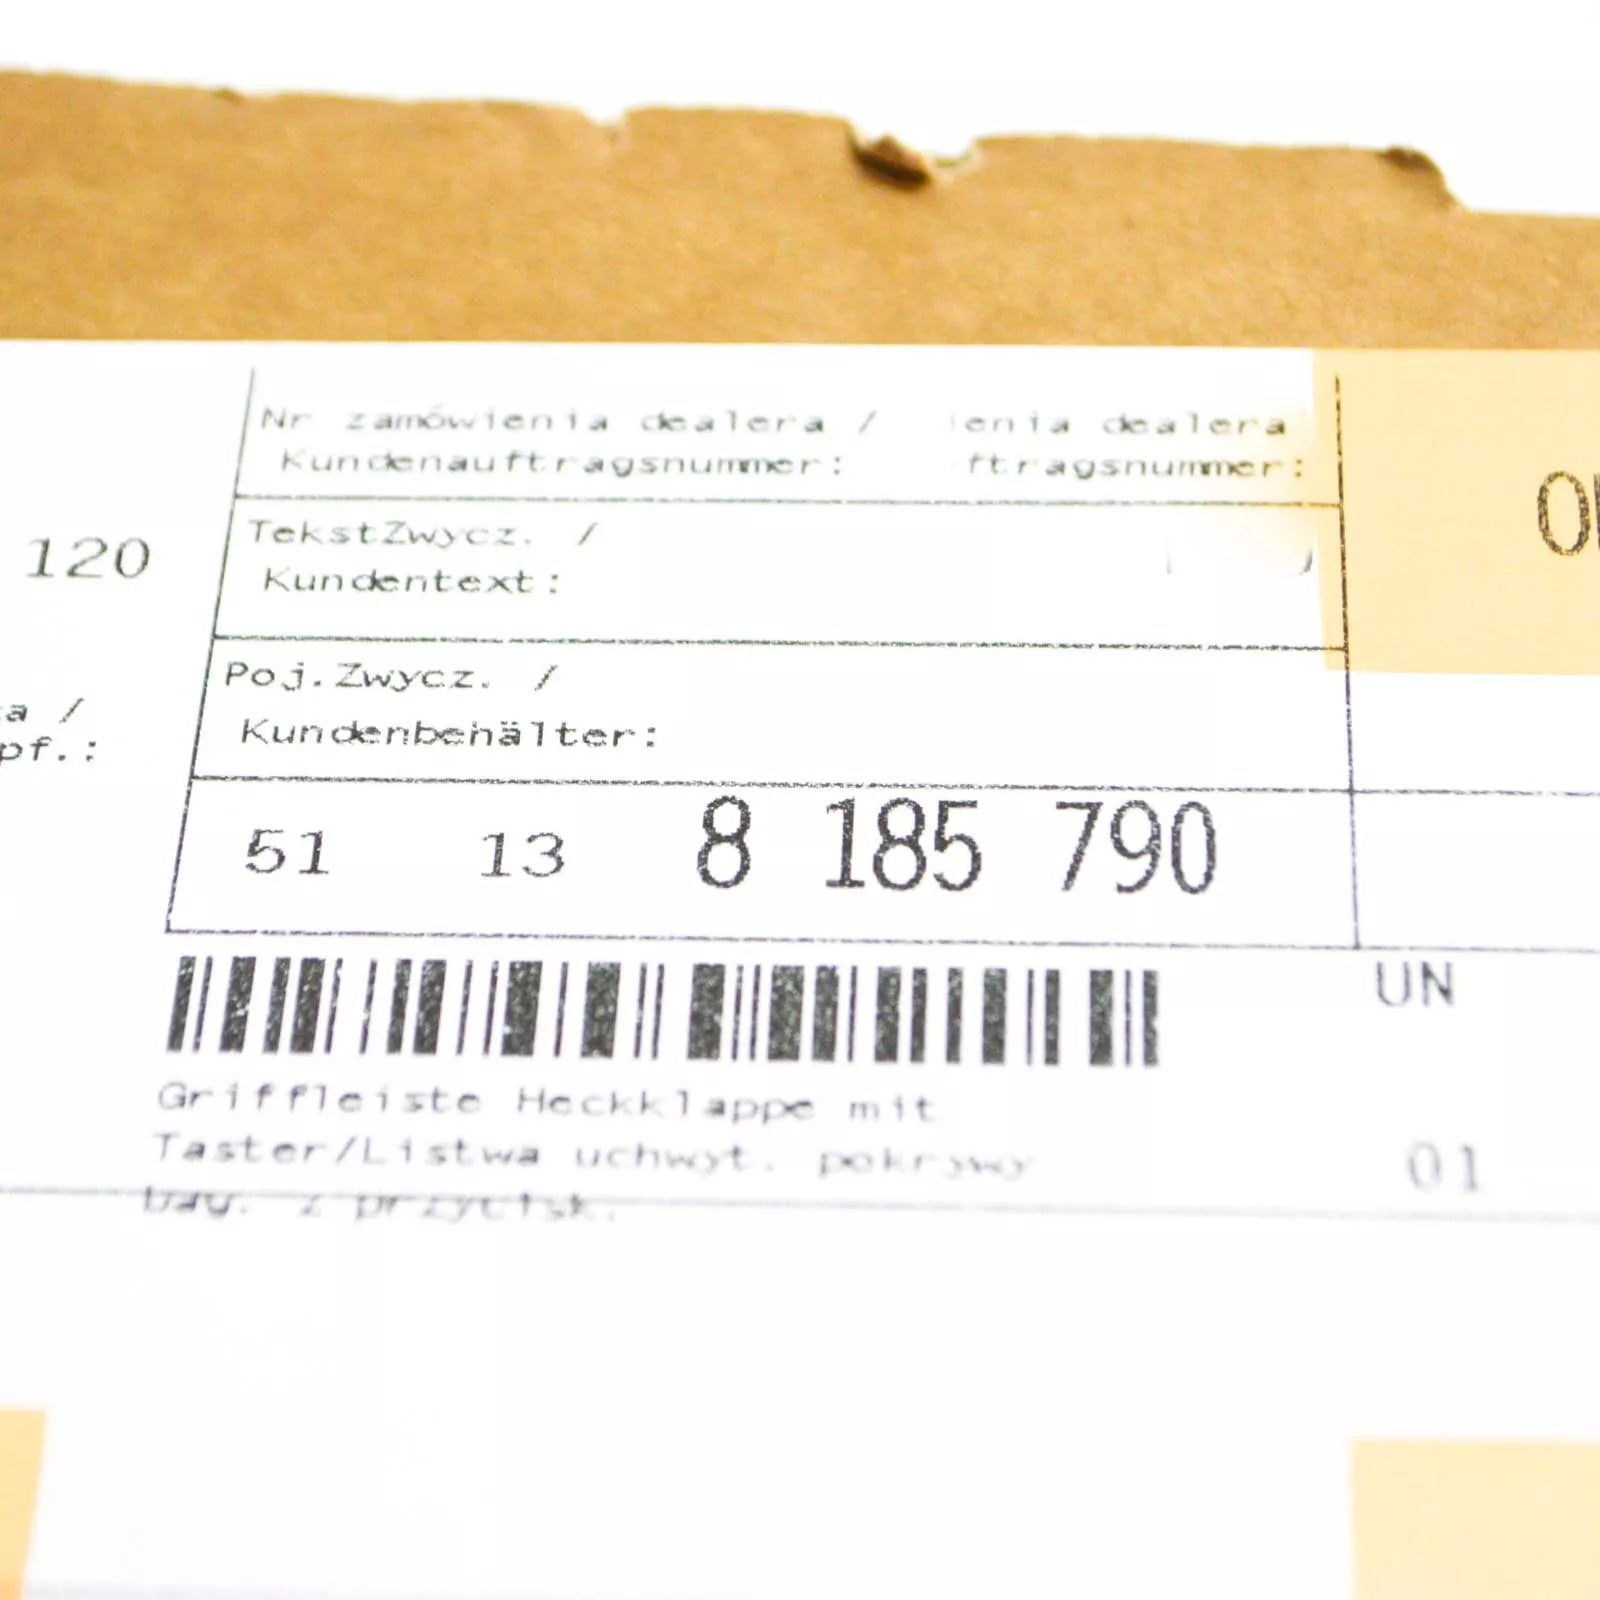 Nr zamówienia dealera / ienia dealera
Kundenauftragsnummer: ftragsnummer:
120
TekstZwycz. /
Kundentext:
a /
pf.:
Poj.Zwycz. /
Kundenbehälter:
51 13 8 185 790
UN
Griffleiste Heckklappe mit
Taster/Listwa uchwyt. pokrywy
01
bag. z przycisk.